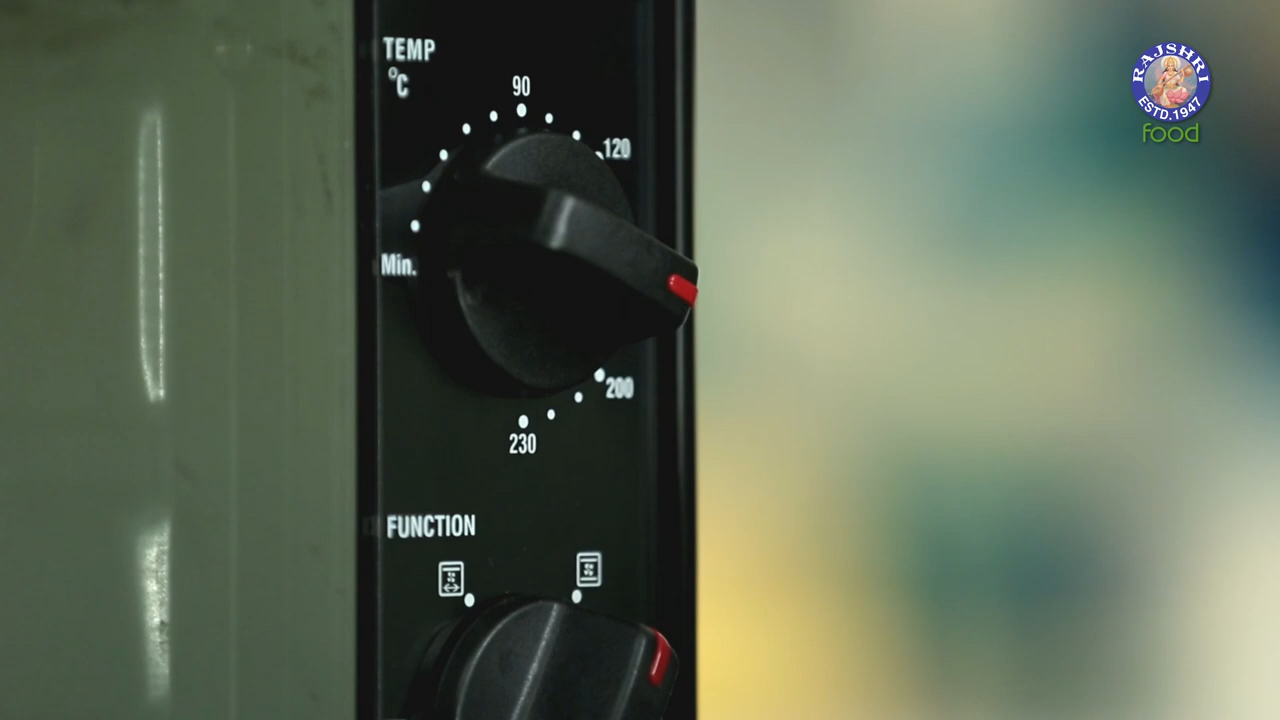 TEMP
°C
90
120
Min.
200
230
FUNCTION
RAJSHRI
ESTD.1947
food